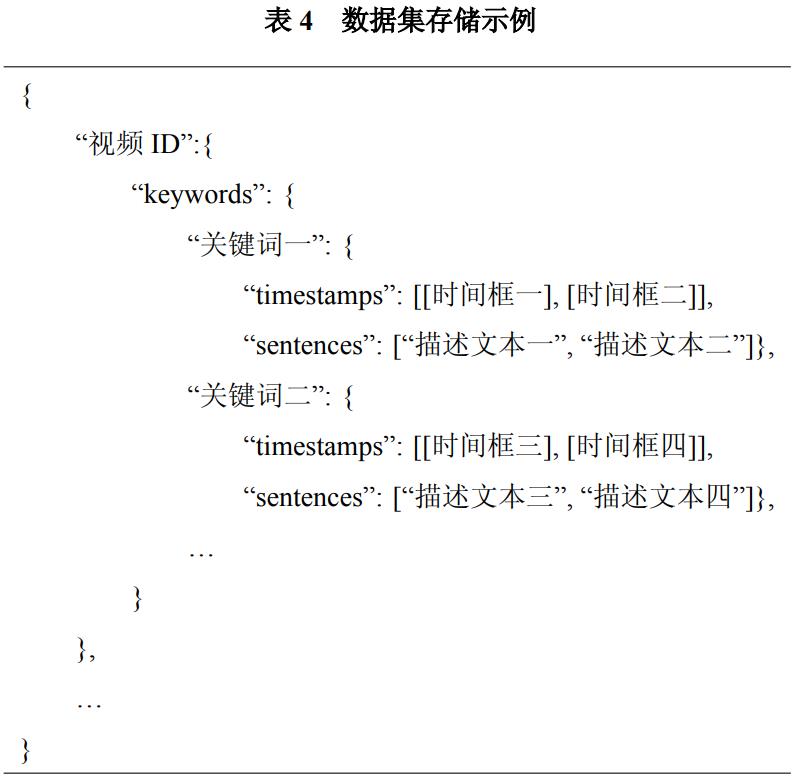 表 4 数据集存储示例
{
“视频 ID”:{
“keywords”: {
“关键词一”: {
“timestamps”: [[时间框一], [时间框二]],
“sentences”: [“描述文本一”, “描述文本二”]},
“关键词二”: {
“timestamps”: [[时间框三], [时间框四]],
“sentences”: [“描述文本三”, “描述文本四”]},
…
}
},
…
}